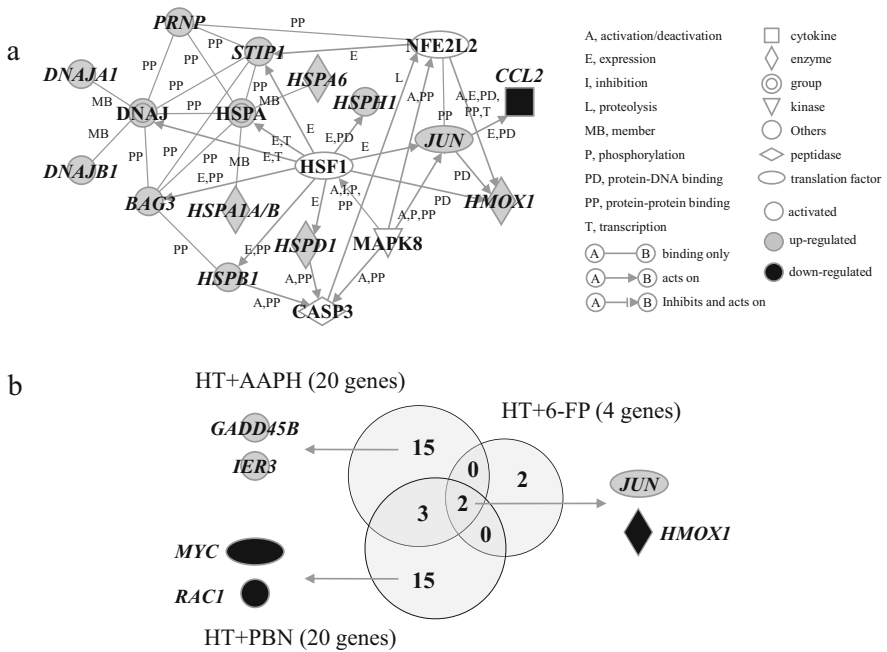 a
PRNP
PP
NFE2L2
STIP1
PP
PP
E
A, activation/deactivation
cytokine
DNAJA1
PP
PP
HSPA6
L
CCL2
E, expression
enzyme
PP
PP
A,PP
A,E,PD,
PP,T
I, inhibition
group
MB
DNAJ
PP
HSPA
MB
HSPH1
L, proteolysis
kinase
PP
JUN
E,PD
MB, member
Others
MB
E,T
E,PD
E
E
P, phosphorylation
peptidase
DNAJB1
PP
PP
PP
MB
E,T
HSF1
PD
PD, protein-DNA binding
translation factor
BAG3
E,PP
A,I,P,
PP
PD
HMOX1
PP, protein-protein binding
activated
HSPA1A/B
E
A,P,PP
T, transcription
up-regulated
PP
E,PP
HSPD1
MAPK8
A B binding only
down-regulated
HSPB1
A,PP
A,PP
A B acts on
A,PP
CASP3
A B Inhibits and acts on
b
HT+AAPH (20 genes)
HT+6-FP (4 genes)
GADD45B
15
IER3
0
2
JUN
3
2
0
HMOX1
MYC
15
RAC1
HT+PBN (20 genes)